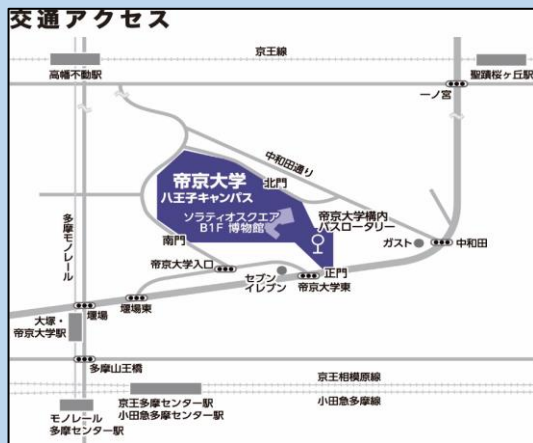 交通アクセス
京王線
高幡不動駅
聖蹟桜ヶ丘駅
一ノ宮
中和田通り
帝京大学
八王子キャンパス
北門
ソラティオスクエア
B1F 博物館
帝京大学構内
バスロータリー
ガスト
中和田
多摩モノレール
南門
帝京大学入口
セブン
イレブン
正門
帝京大学東
堰場東
堰場
大塚・
帝京大学駅
多摩山王橋
京王相模原線
小田急多摩線
京王多摩センター駅
小田急多摩センター駅
モノレール
多摩センター駅